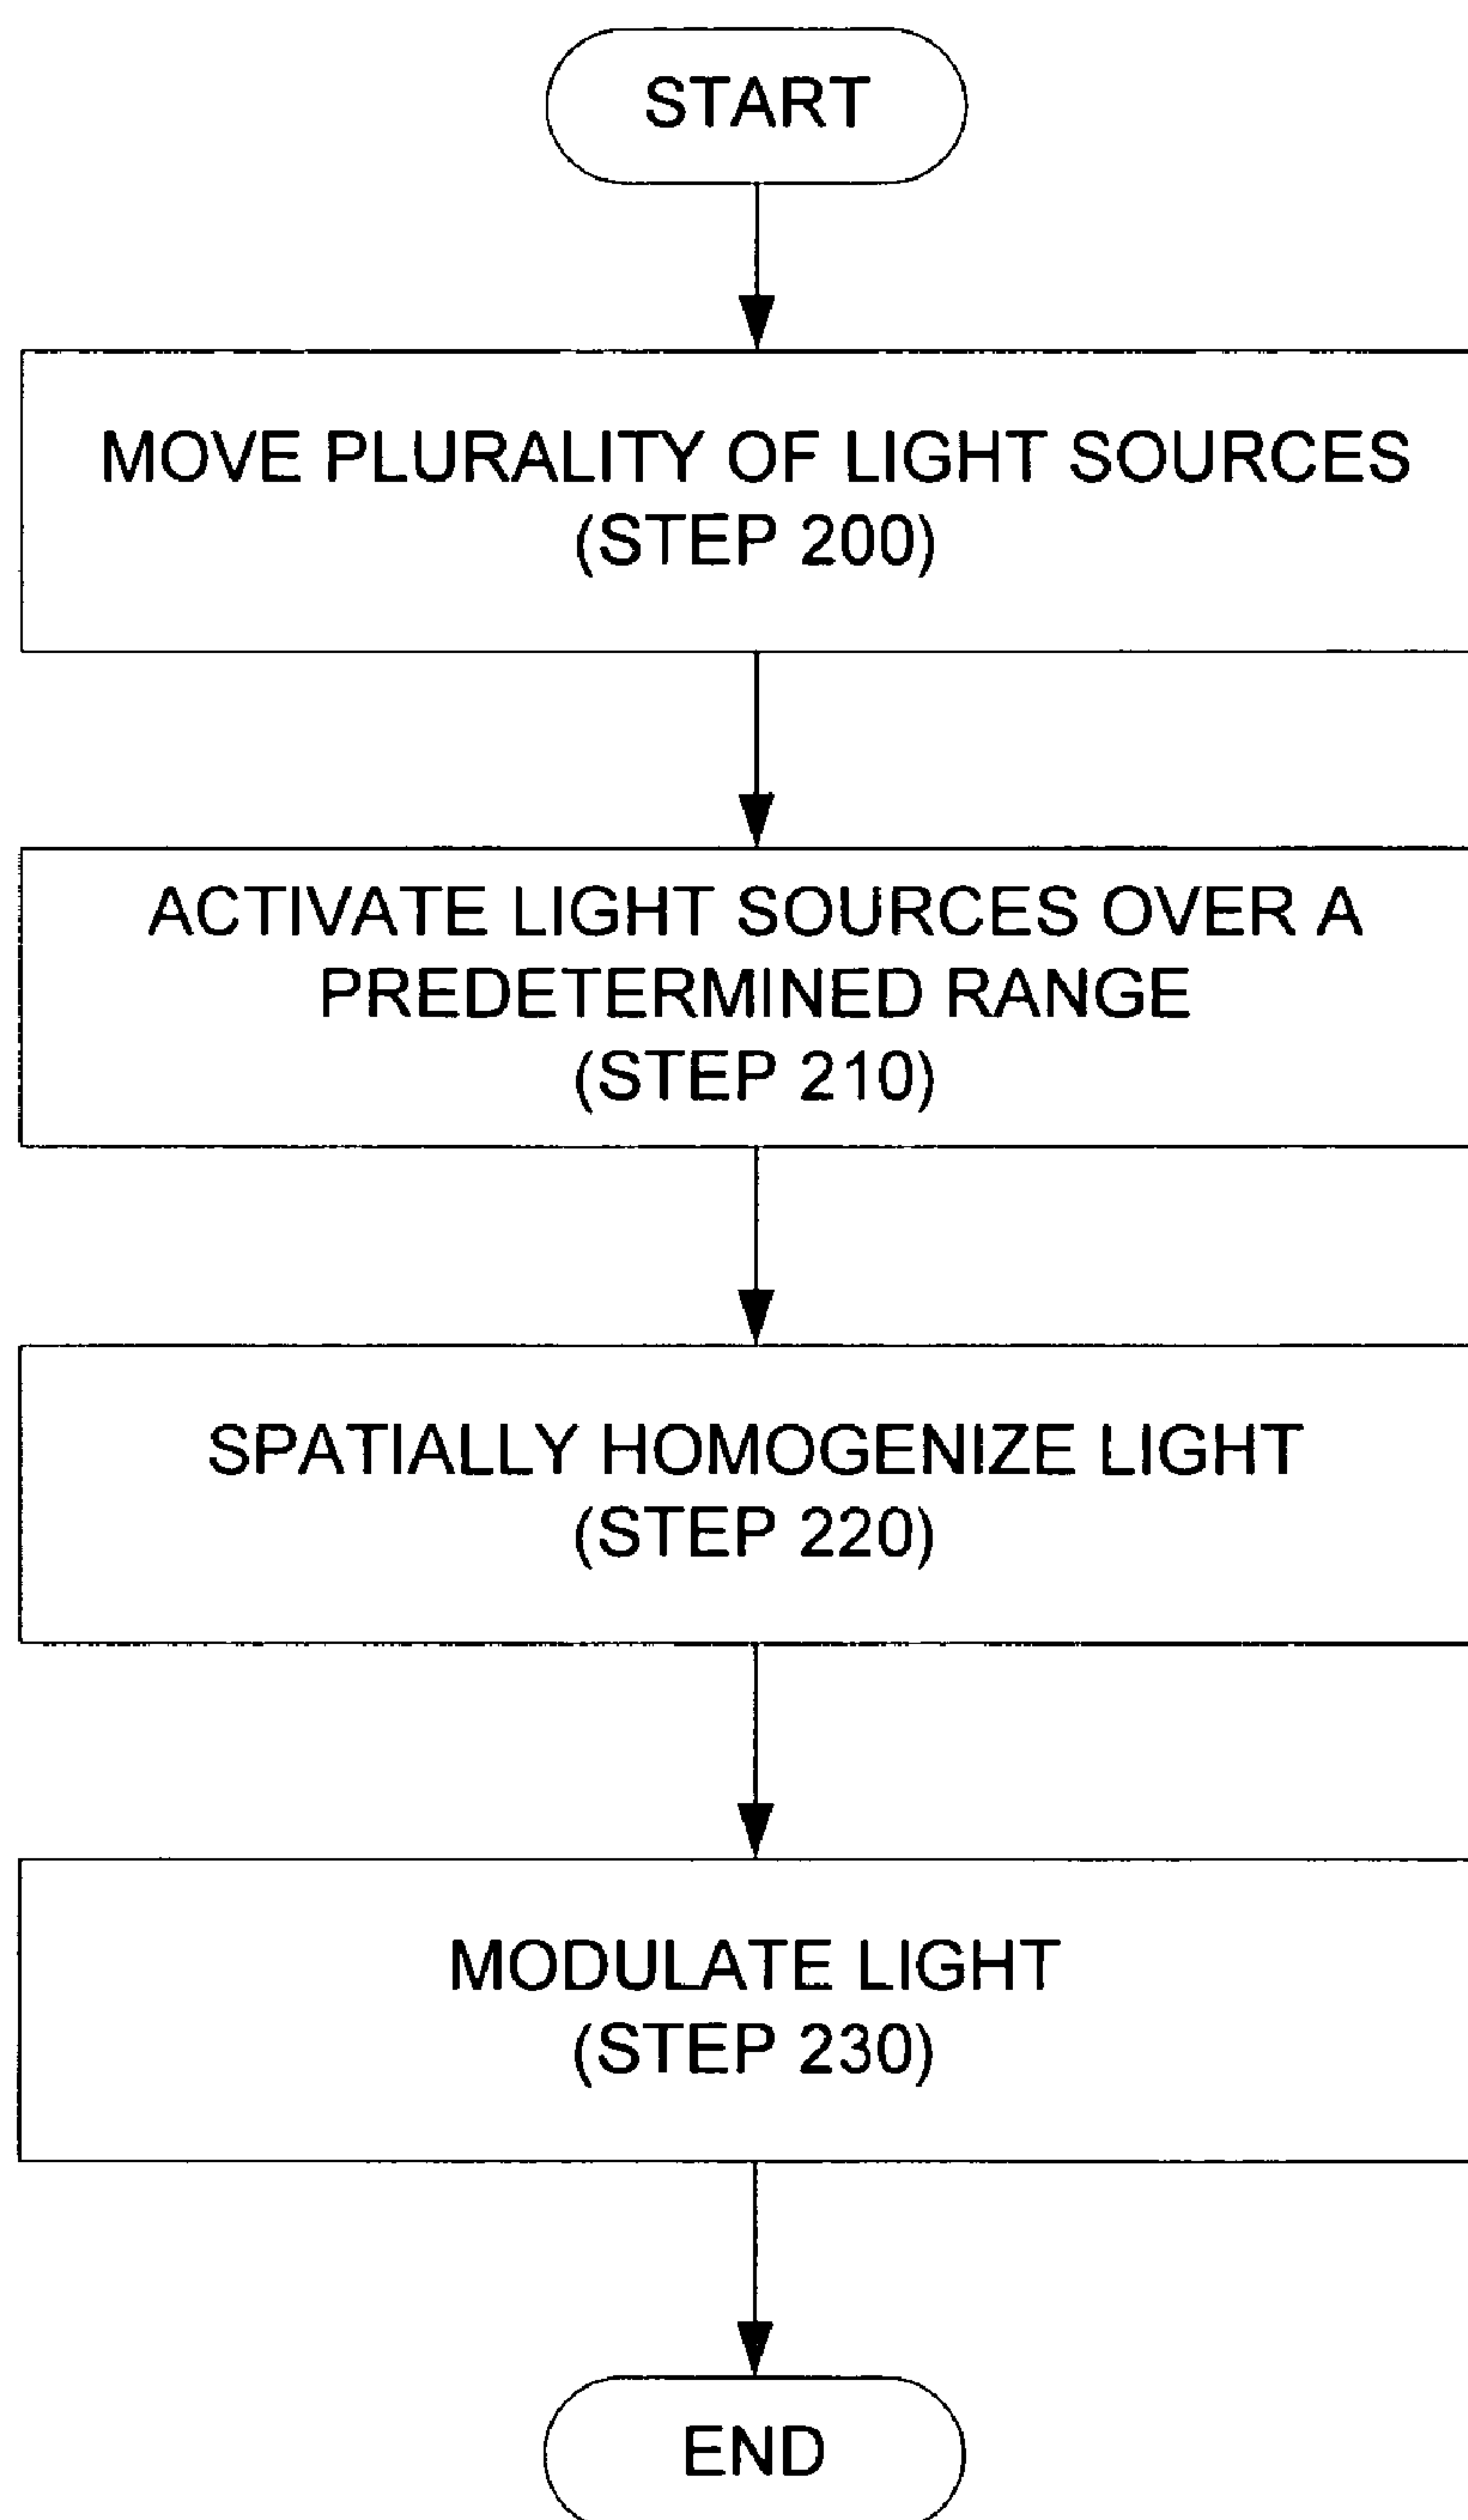 START
MOVE PLURALITY OF LIGHT SOURCES
(STEP 200)
ACTIVATE LIGHT SOURCES OVER A
PREDETERMINED RANGE
(STEP 210)
SPATIALLY HOMOGENIZE LIGHT
(STEP 220)
MODULATE LIGHT
(STEP 230)
END